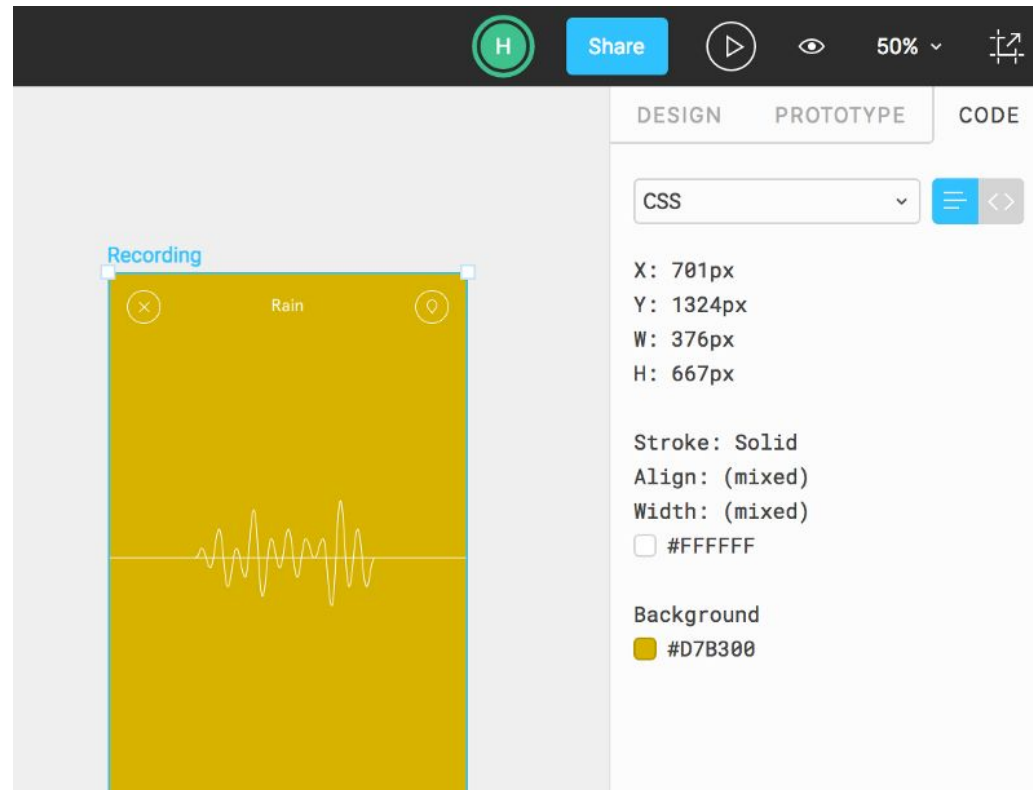 H
Share
50%
DESIGN PROTOTYPE CODE
CSS
Recording
Rain
X: 701px
Y: 1324px
W: 376px
H: 667px
Stroke: Solid
Align: (mixed)
Width: (mixed)
#FFFFFF
Background
#D7B300